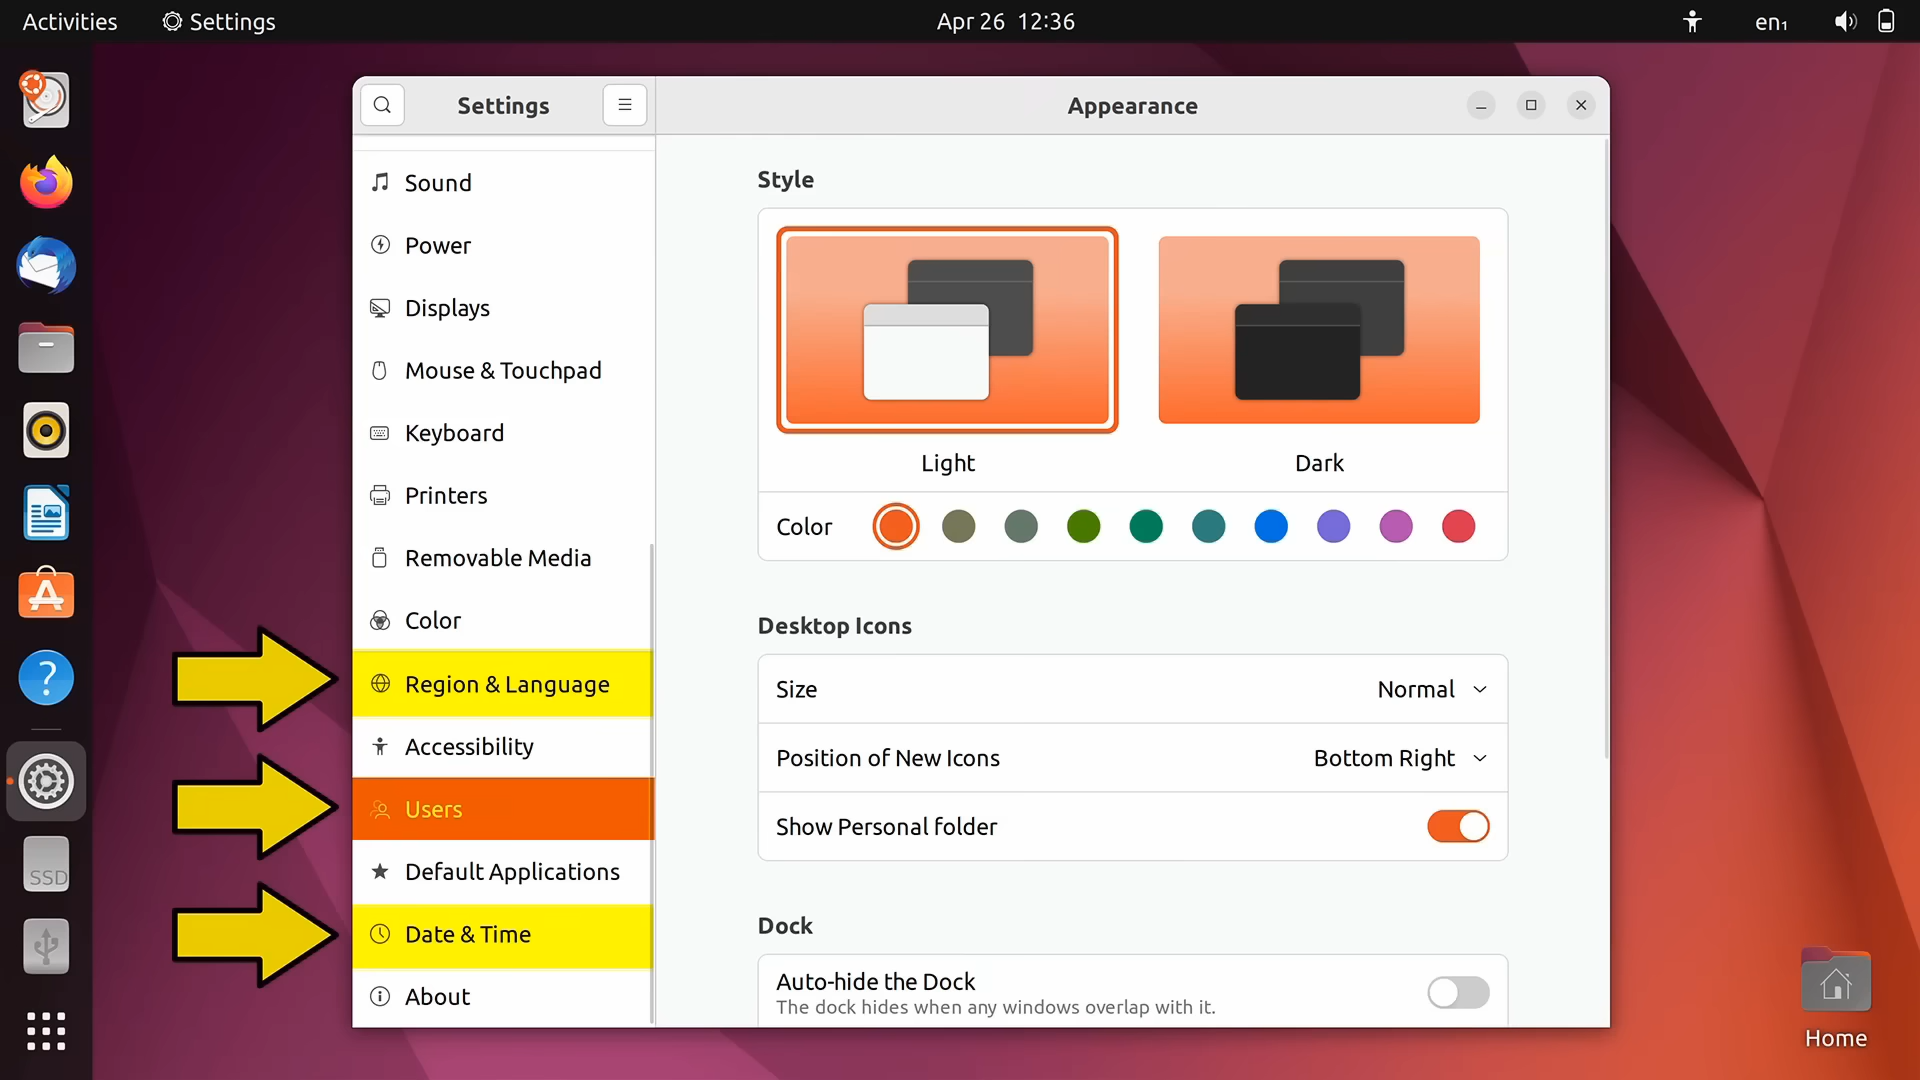 Activities
Settings
Apr 26 12:36
en₁
Settings
Appearance
Sound
Power
Displays
Mouse & Touchpad
Keyboard
Printers
Removable Media
Color
Region & Language
Accessibility
Users
Default Applications
Date & Time
About
Style
Light
Dark
Color
Desktop Icons
Size
Normal
Position of New Icons
Bottom Right
Show Personal folder
Dock
Auto-hide the Dock
The dock hides when any windows overlap with it.
?
SSD
Home